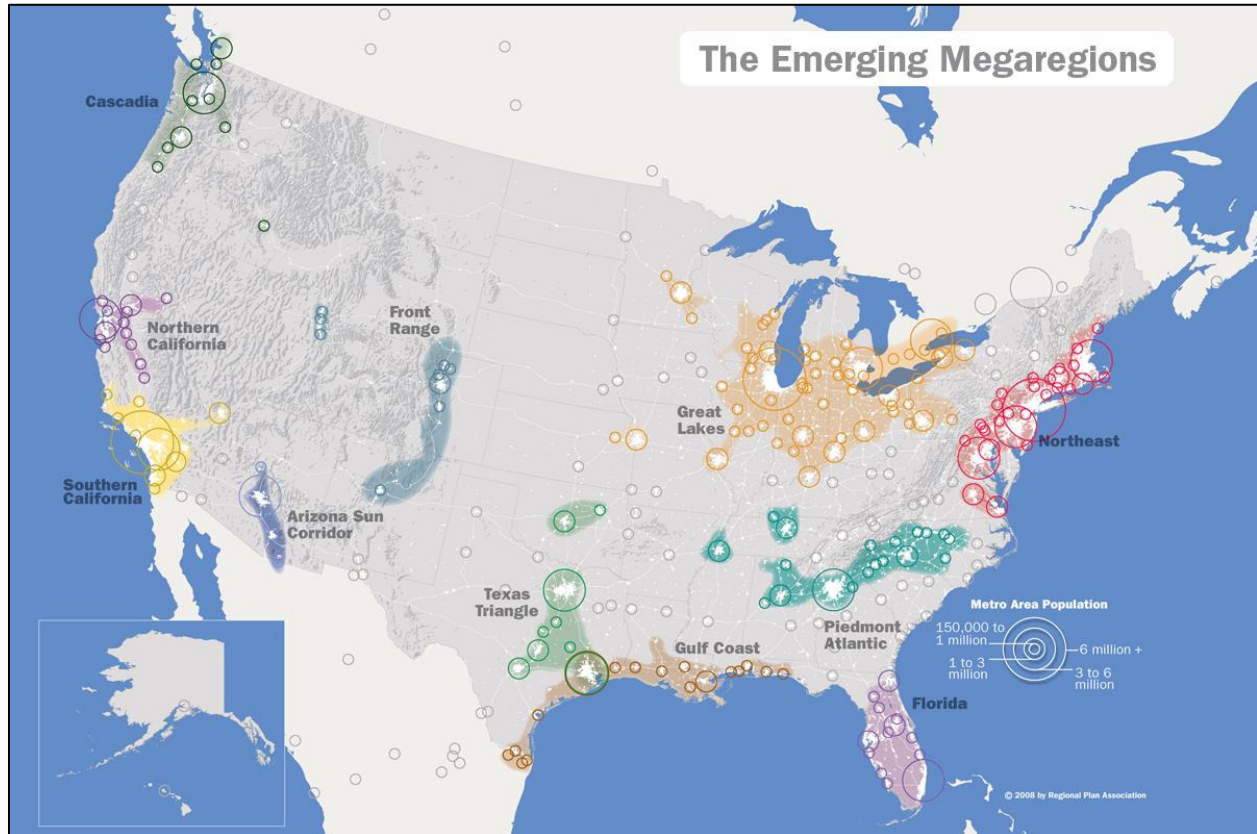 The Emerging Megaregions
Cascadia
Northern
California
Front
Range
Great
Lakes
Northeast
Southern
California
Arizona Sun
Corridor
Texas
Triangle
Gulf Coast
Piedmont
Atlantic
Metro Area Population
150,000 to
1 million
6 million +
1 to 3
million
3 to 6
million
Florida
© 2008 by Regional Plan Association